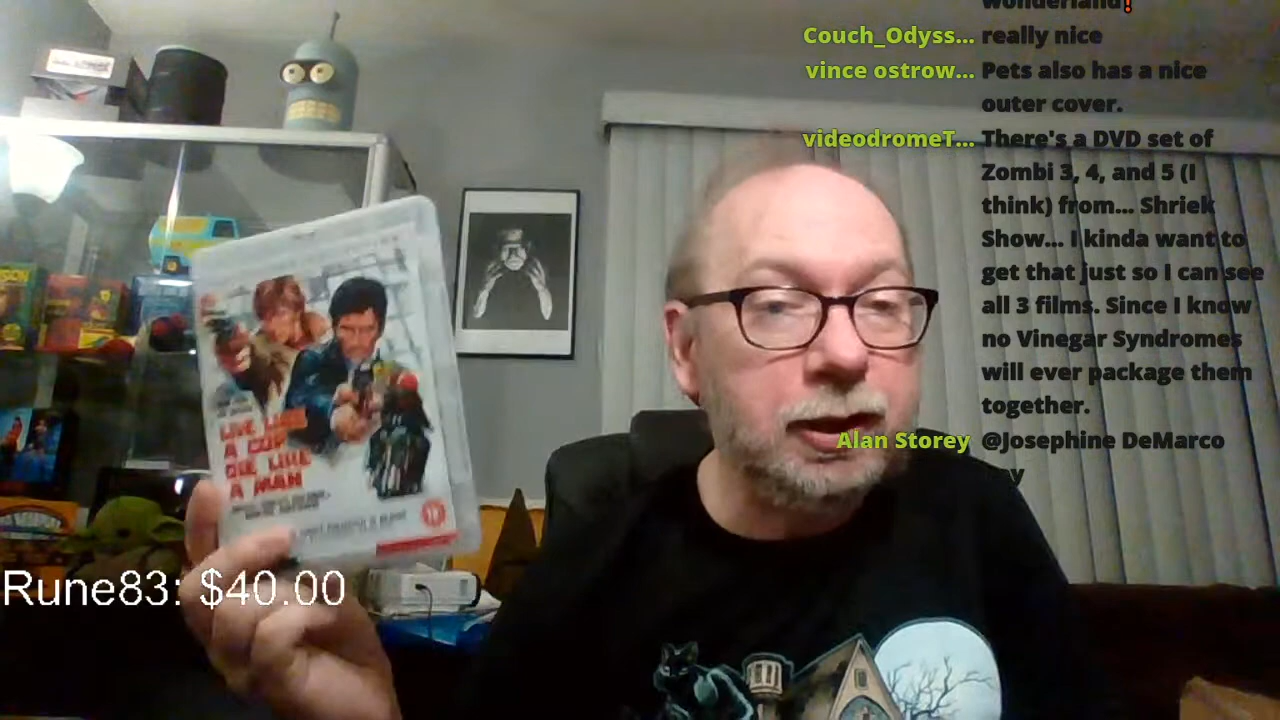 wonderland!
Couch_Odyss... really nice
vince ostrow... Pets also has a nice
outer cover.
videodromeT... There's a DVD set of
Zombi 3, 4, and 5 (I
think) from... Shriek
Show... I kinda want to
get that just so I can see
all 3 films. Since I know
no Vinegar Syndromes
will ever package them
together.
Alan Storey @Josephine DeMarco
LIVE LIKE
A COP
DIE LIKE
A MAN
18
Rune83: $40.00